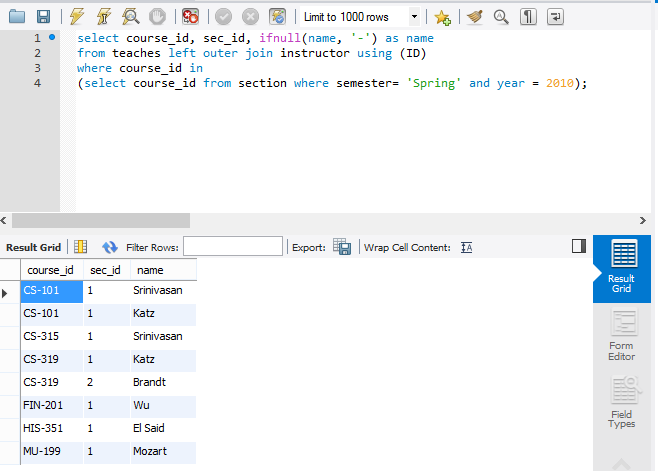 Limit to 1000 rows
1 select course_id, sec_id, ifnull(name, '-') as name
2 from teaches left outer join instructor using (ID)
3 where course_id in
4 (select course_id from section where semester= 'Spring' and year = 2010);
Result Grid Filter Rows: Export: Wrap Cell Content: IA
course_id sec_id name
CS-101 1 Srinivasan
CS-101 1 Katz
CS-315 1 Srinivasan
CS-319 1 Katz
CS-319 2 Brandt
FIN-201 1 Wu
HIS-351 1 El Said
MU-199 1 Mozart
Result
Grid
Form
Editor
Field
Types